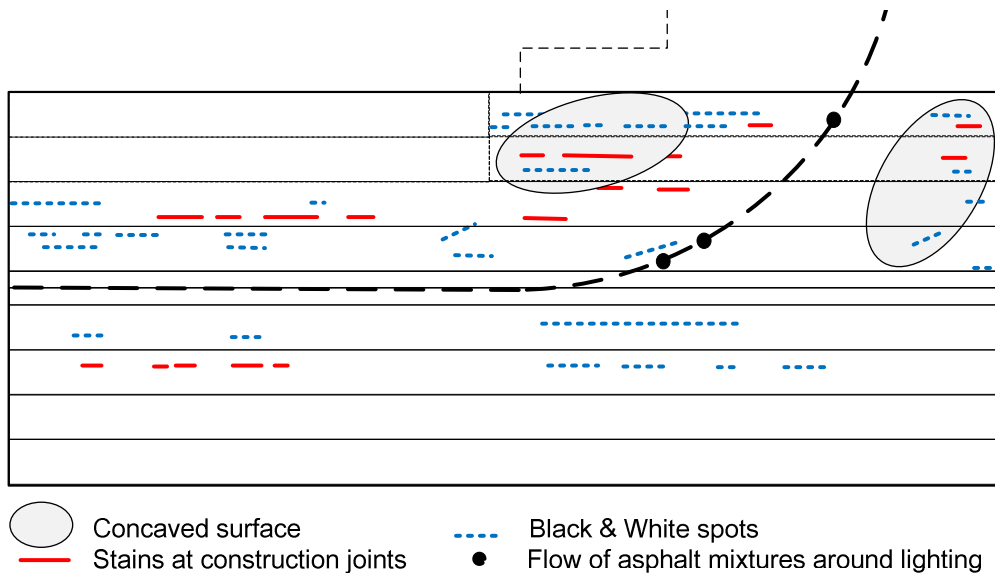 Concaved surface
Black & White spots
Stains at construction joints
Flow of asphalt mixtures around lighting